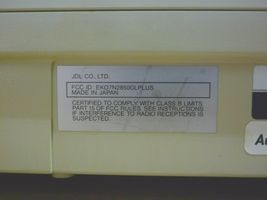 JDL CO., LTD.
FCC ID EKO7N2850GLPLUS
MADE IN JAPAN
CERTIFIED TO COMPLY WITH CLASS B LIMITS,
PART 15 OF FCC RULES. SEE INSTRUCTIONS
IF INTERFERENCE TO RADIO RECEPTIONS IS
SUSPECTED.